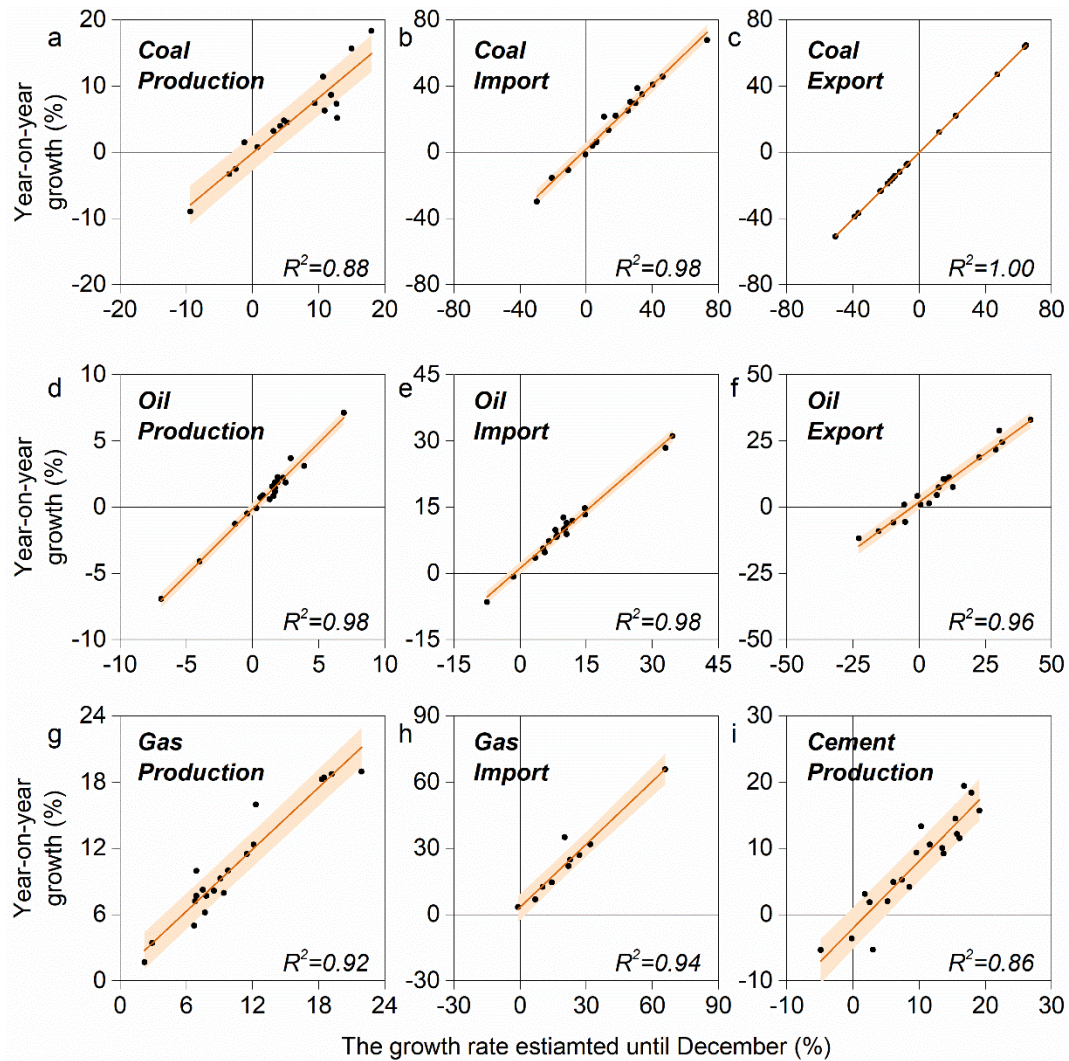 a
Coal
Production
20
10
0
-10
-20
-20
-10
0
10
20
R²=0.88
b
Coal
Import
80
40
0
-40
-80
-80
-40
0
40
80
R²=0.98
c
Coal
Export
80
40
0
-40
-80
-80
-40
0
40
80
R²=1.00
Year-on-year
growth (%)
d
Oil
Production
10
5
0
-5
-10
-10
-5
0
5
10
R²=0.98
e
Oil
Import
45
30
15
0
-15
-15
0
15
30
45
R²=0.98
f
Oil
Export
50
25
0
-25
-50
-50
-25
0
25
50
R²=0.96
Year-on-year
growth (%)
g
Gas
Production
24
18
12
6
0
0
6
12
18
24
R²=0.92
h
Gas
Import
90
60
30
0
-30
-30
0
30
60
90
R²=0.94
i
Cement
Production
30
20
10
0
-10
-10
0
10
20
30
R²=0.86
Year-on-year
growth (%)
The growth rate estiamted until December (%)